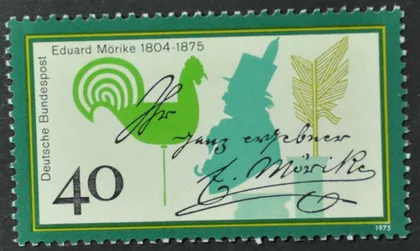 Eduard Mörike 1804-1875
Deutsche Bundespost
Ihr
ganz ergebner
E. Mörike
40
1975